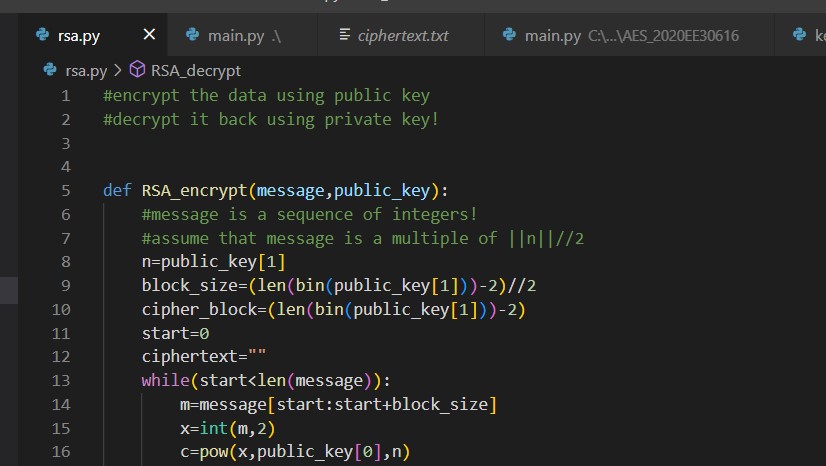 rsa.py × main.py .\ ciphertext.txt main.py C:\...\AES_2020EE30616
rsa.py > RSA_decrypt
1 #encrypt the data using public key
2 #decrypt it back using private key!
3
4
5 def RSA_encrypt(message,public_key):
6     #message is a sequence of integers!
7     #assume that message is a multiple of ||n||//2
8     n=public_key[1]
9     block_size=(len(bin(public_key[1]))-2)//2
10     cipher_block=(len(bin(public_key[1]))-2)
11     start=0
12     ciphertext=""
13     while(start<len(message)):
14         m=message[start:start+block_size]
15         x=int(m,2)
16         c=pow(x,public_key[0],n)